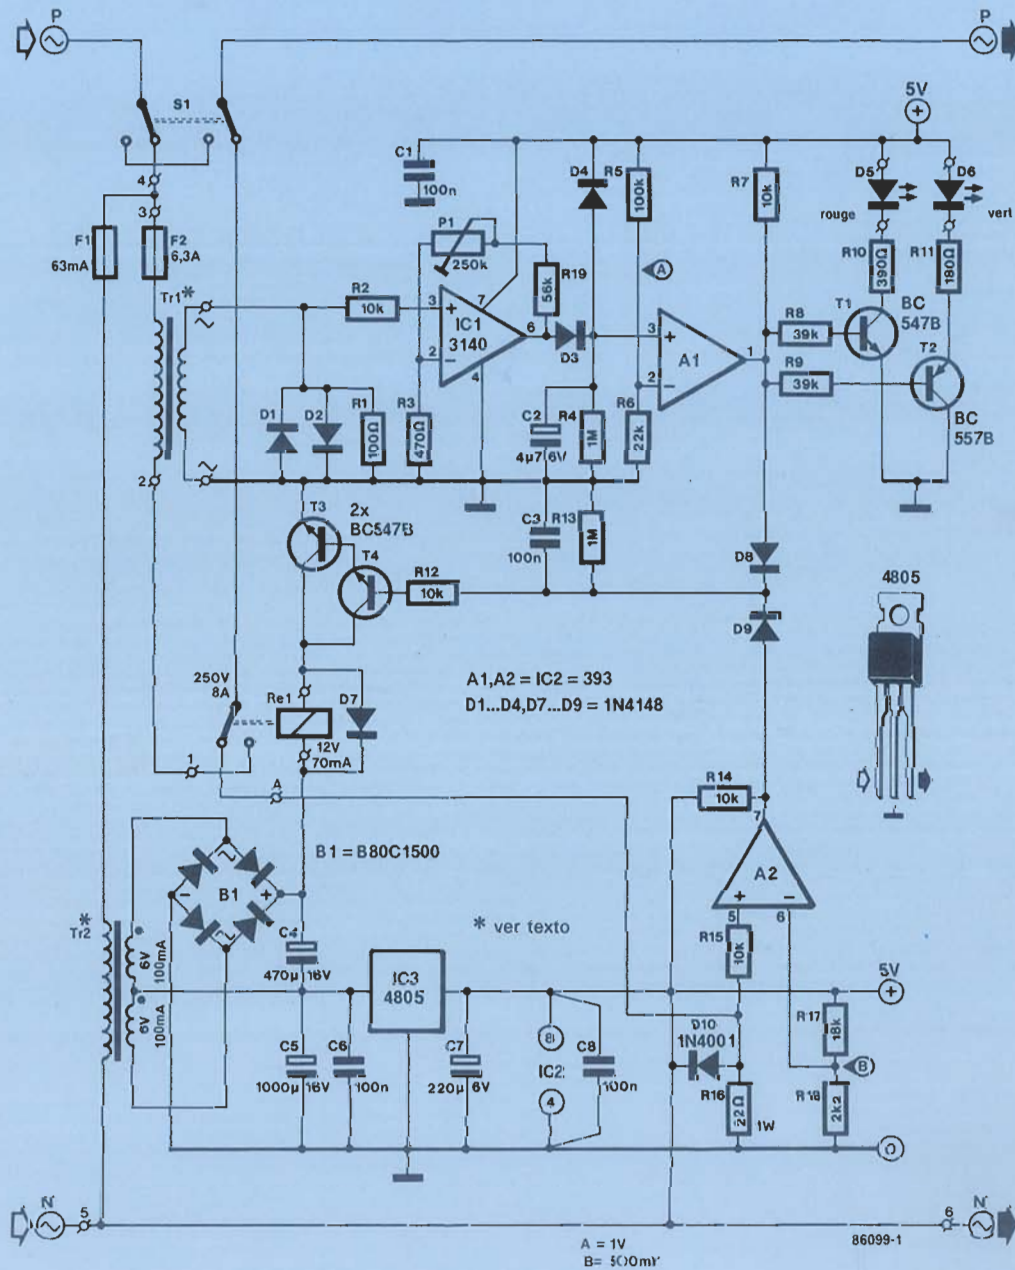 P
P
S1
5V
+
4
3
F1
63mA
F2
6,3A
Tr1*
C1
100n
P1
250k
R2
10k
3
+
IC1
3140
2
−
7
4
6
R19
56k
D3
D4
R5
100k
A
R7
10k
3
+
A1
2
−
1
D5
rouge
D6
vert
R10
390Ω
R11
180Ω
T1
BC
547B
T2
BC
557B
R8
39k
R9
39k
D1
D2
R1
100Ω
R3
470Ω
C2
4µ7/6V
R4
1M
R6
22k
2
T3
2x
BC547B
T4
R12
10k
C3
100n
R13
1M
D8
D9
4805
250V
8A
Re1
12V
70mA
D7
1
A
A1,A2 = IC2 = 393
D1...D4,D7...D9 = 1N4148
R14
10k
7
A2
+
−
5
6
B1 = B80C1500
B1
−
+
* ver texto
Tr2
*
6V
100mA
6V
100mA
C4
470µ 16V
IC3
4805
R15
10k
5V
+
C5
1000µ 16V
C6
100n
C7
220µ 6V
8
IC2
4
C8
100n
D10
1N4001
R16
22Ω
1W
R17
18k
B
R18
2k2
0
N
5
6
N
A = 1V
B= 500mV
86099-1